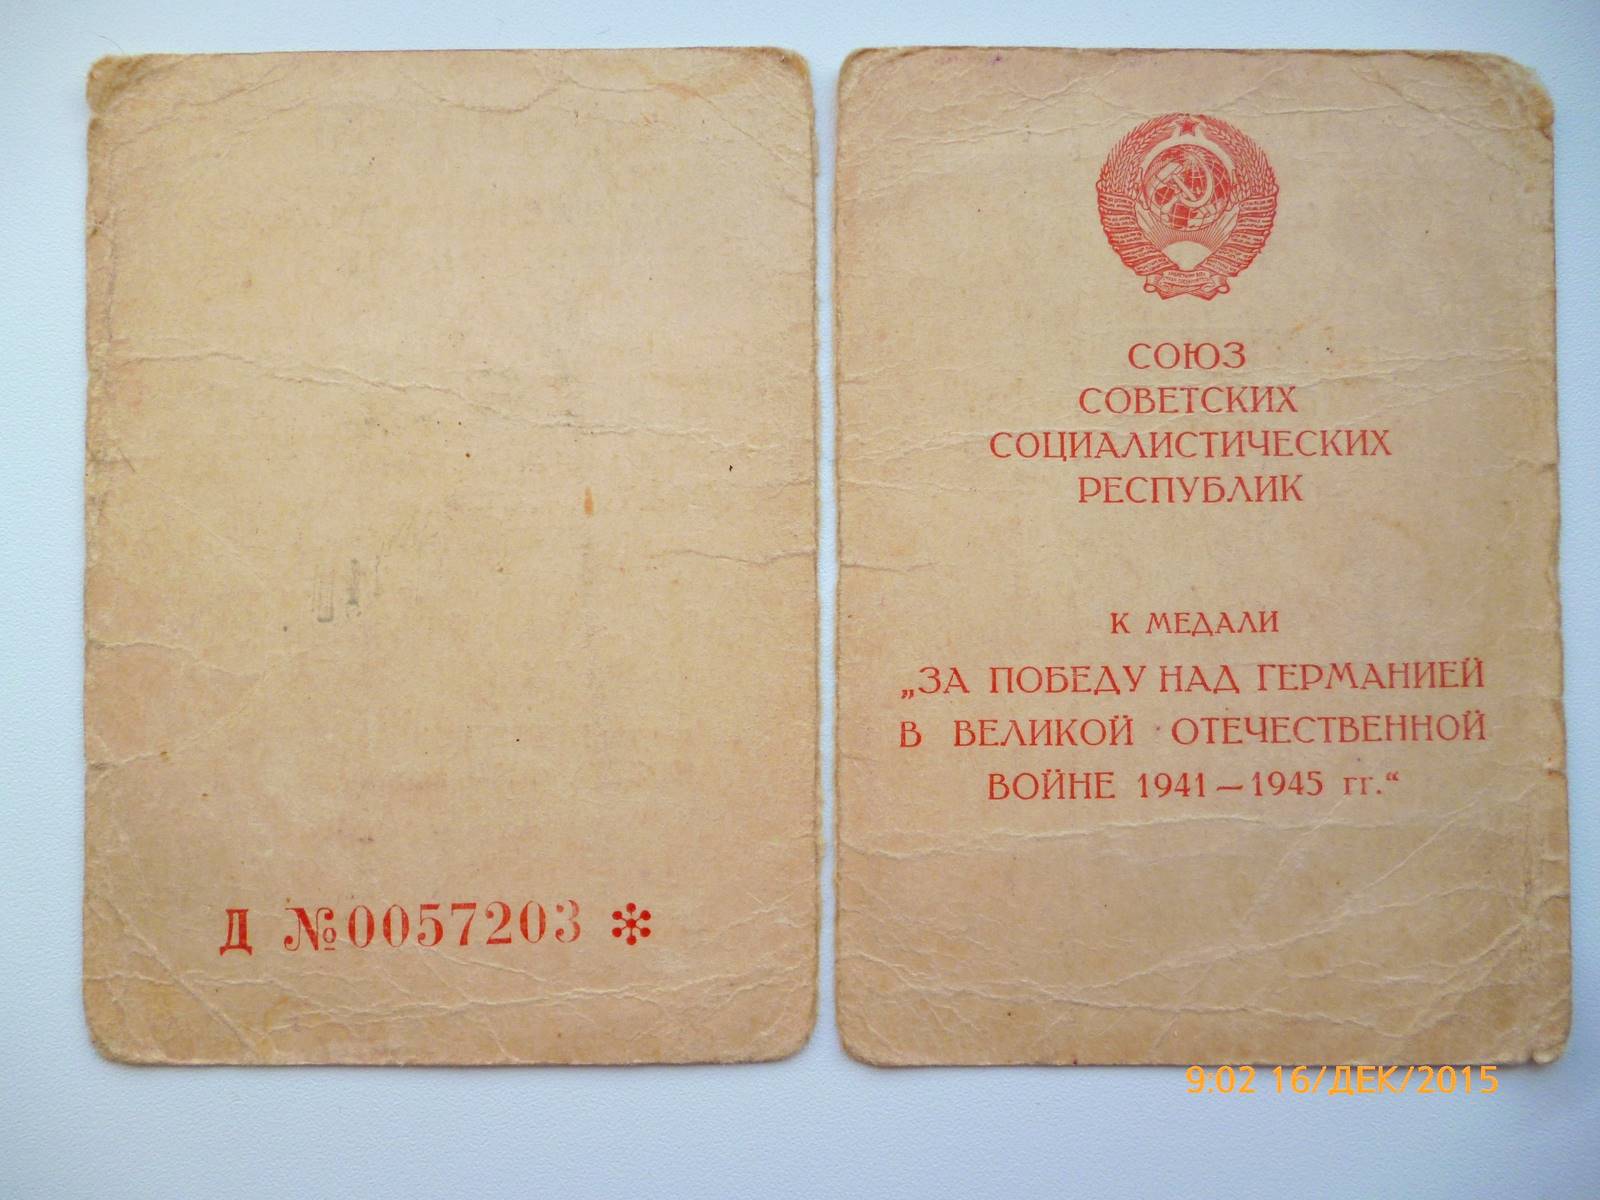 Д №0057203 *
СОЮЗ
СОВЕТСКИХ
СОЦИАЛИСТИЧЕСКИХ
РЕСПУБЛИК
К МЕДАЛИ
„ЗА ПОБЕДУ НАД ГЕРМАНИЕЙ
В ВЕЛИКОЙ ОТЕЧЕСТВЕННОЙ
ВОЙНЕ 1941—1945 гг.“
9:02 16/ДЕК/2015